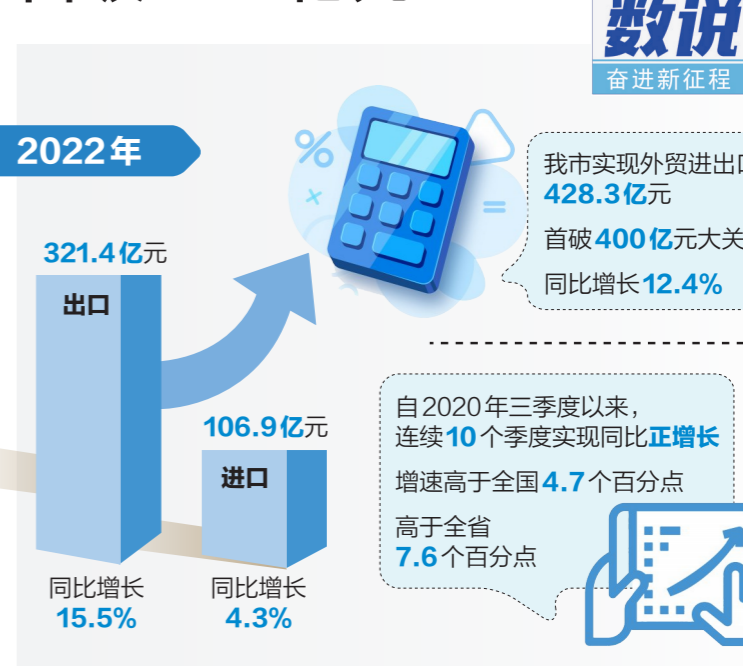 数说
奋进新征程
2022年
我市实现外贸进出口
428.3亿元
首破400亿元大关
同比增长12.4%
321.4亿元
出口
同比增长
15.5%
106.9亿元
进口
同比增长
4.3%
自2020年三季度以来，
连续10个季度实现同比正增长
增速高于全国4.7个百分点
高于全省
7.6个百分点
%
×
=